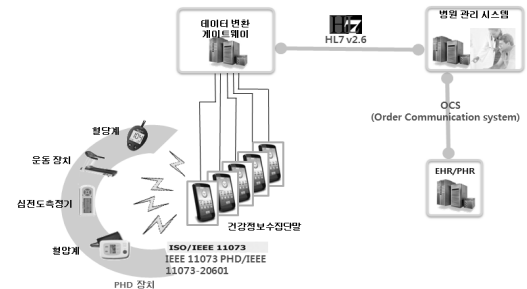 데이터 변환
게이트웨이
HL7
HL7 v2.6
병원 관리 시스템
OCS
(Order Communication system)
EHR/PHR
혈당계
운동 장치
심전도측정기
혈압계
PHD 장치
건강정보수집단말
ISO/IEEE 11073
IEEE 11073 PHD/IEEE
11073-20601